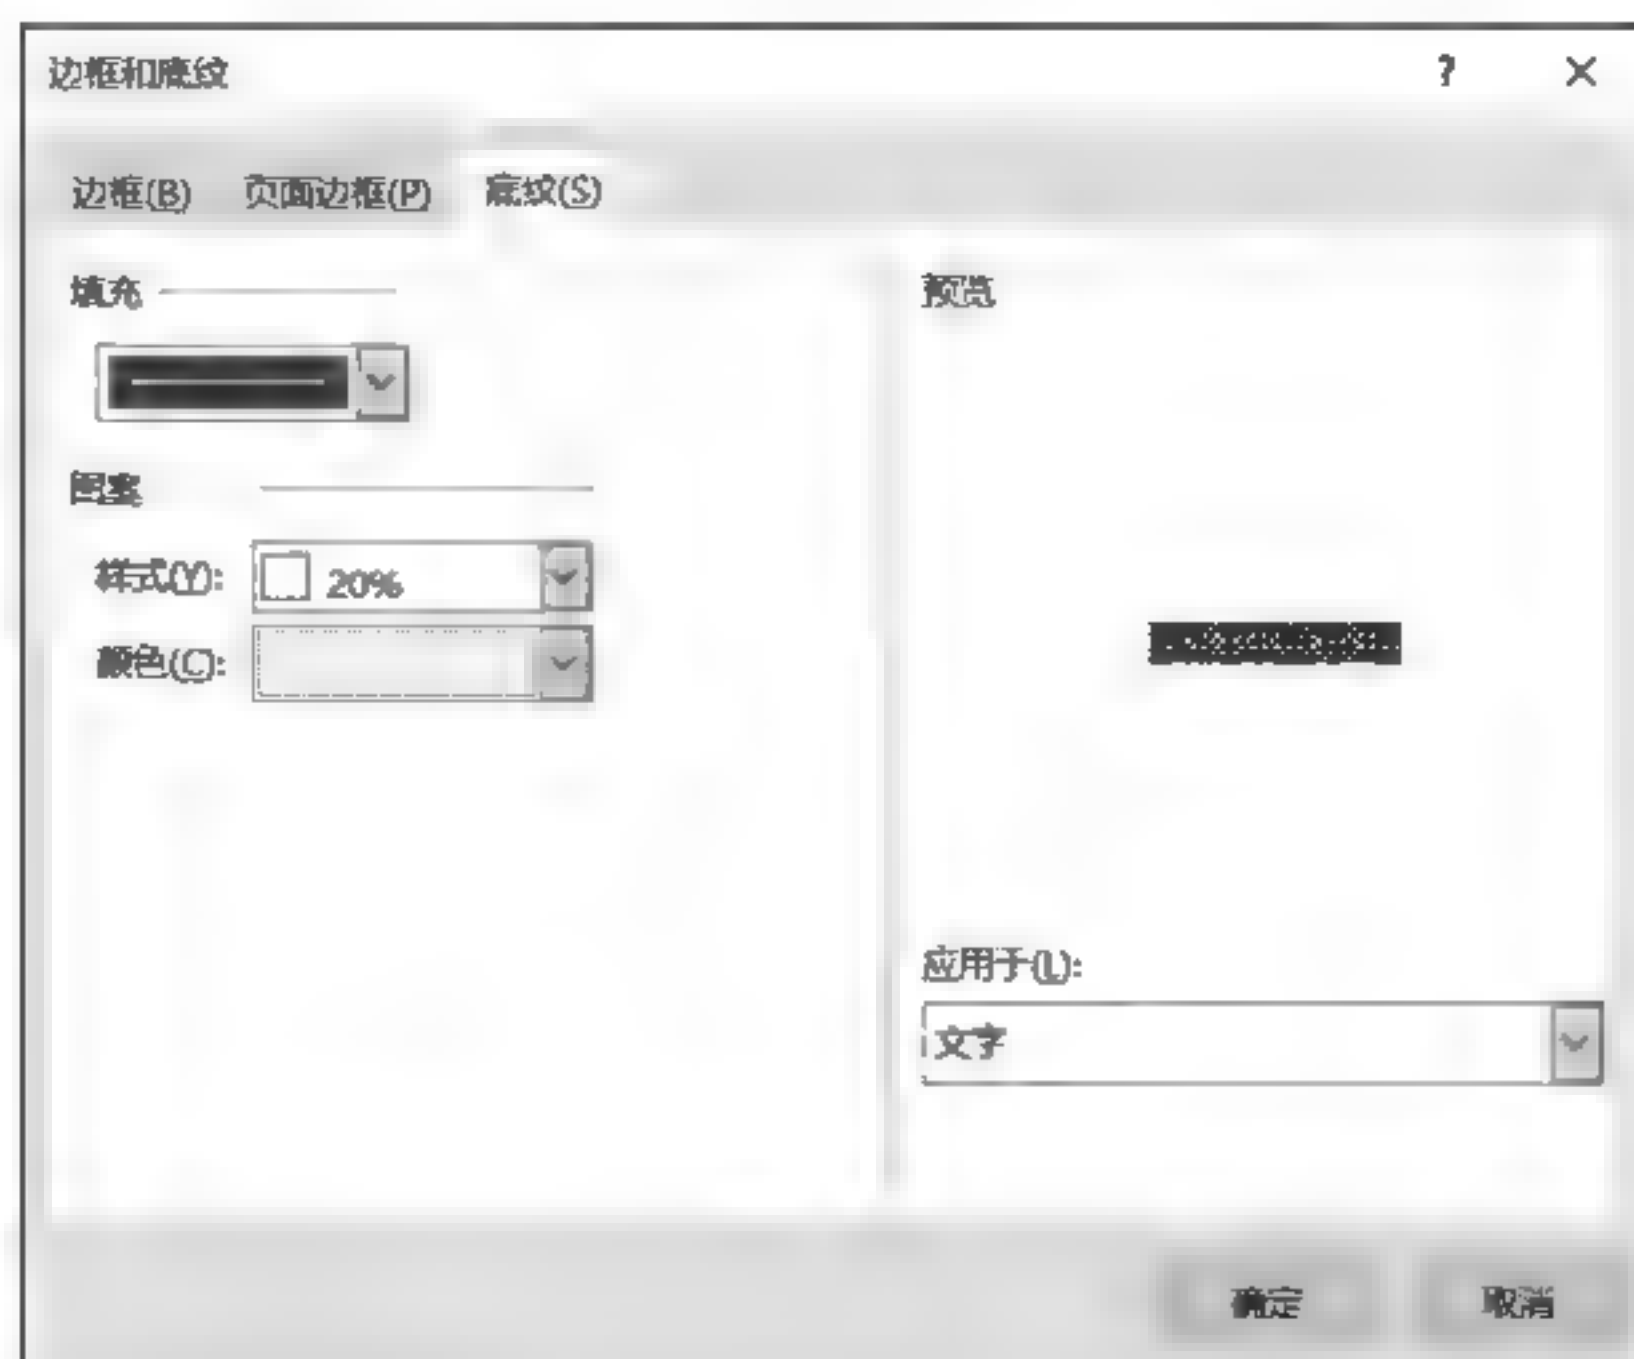 边框和底纹
边框(B) 页面边框(P) 底纹(S)
填充
图案
样式(Y): 20%
颜色(C):
预览
应用于(L):
文字
确定 取消